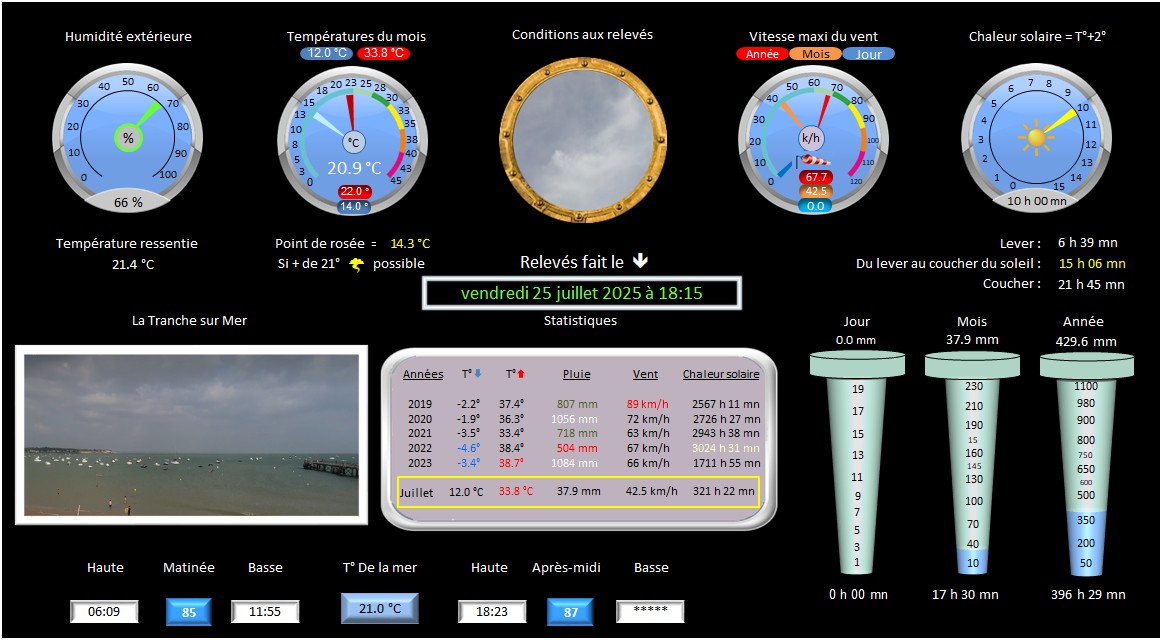 Humidité extérieure
Températures du mois
12.0 °C 33.8 °C
Conditions aux relevés
Vitesse maxi du vent
Année Mois Jour
Chaleur solaire = T°+2°
0 10 20 30 40 50 60 70 80 90 100
%
66 %
0 3 5 8 10 13 15 18 20 23 25 28 30 33 35 38 40 43 45
°C
20.9 °C
22.0 °
14.0 °
0 10 20 30 40 50 60 70 80 90 100 110 120
k/h
67.7
42.5
0.0
0 1 2 3 4 5 6 7 8 9 10 11 12 13 14 15
10 h 00 mn
Température ressentie
21.4 °C
Point de rosée = 14.3 °C
Si + de 21° possible
Relevés fait le
vendredi 25 juillet 2025 à 18:15
Lever : 6 h 39 mn
Du lever au coucher du soleil : 15 h 06 mn
Coucher : 21 h 45 mn
La Tranche sur Mer
Statistiques
Années T° T° Pluie Vent Chaleur solaire
2019 -2.2° 37.4° 807 mm 89 km/h 2567 h 11 mn
2020 -1.9° 36.3° 1056 mm 72 km/h 2726 h 27 mn
2021 -3.5° 33.4° 718 mm 63 km/h 2943 h 38 mn
2022 -4.6° 38.4° 504 mm 67 km/h 3024 h 31 mn
2023 -3.4° 38.7° 1084 mm 66 km/h 1711 h 55 mn
Juillet 12.0 °C 33.8 °C 37.9 mm 42.5 km/h 321 h 22 mn
Jour
0.0 mm
19
17
15
13
11
9
7
5
3
1
0 h 00 mn
Mois
37.9 mm
230
210
190
15
160
145
130
100
70
40
10
17 h 30 mn
Année
429.6 mm
1100
980
900
800
750
650
600
500
350
200
50
396 h 29 mn
Haute Matinée Basse T° De la mer Haute Après-midi Basse
06:09 85 11:55 21.0 °C 18:23 87 *****